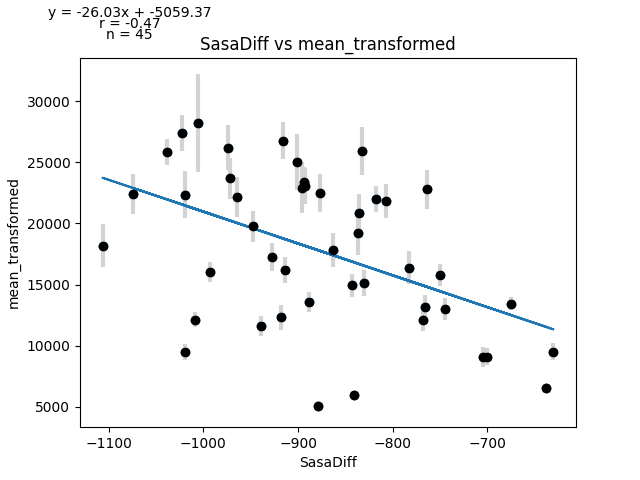 y = -26.03x + -5059.37
r = -0.47
n = 45
SasaDiff vs mean_transformed
30000
25000
20000
15000
10000
5000
mean_transformed
−1100
−1000
−900
−800
−700
SasaDiff